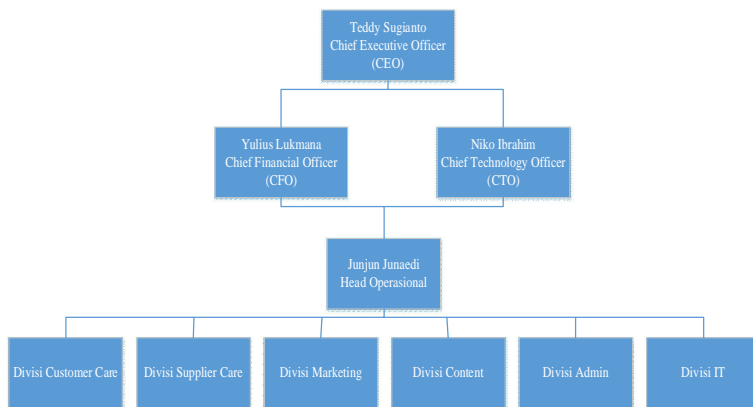 Teddy Sugianto
Chief Executive Officer
(CEO)
Yulius Lukmana
Chief Financial Officer
(CFO)
Niko Ibrahim
Chief Technology Officer
(CTO)
Junjun Junaedi
Head Operasional
Divisi Customer Care
Divisi Supplier Care
Divisi Marketing
Divisi Content
Divisi Admin
Divisi IT